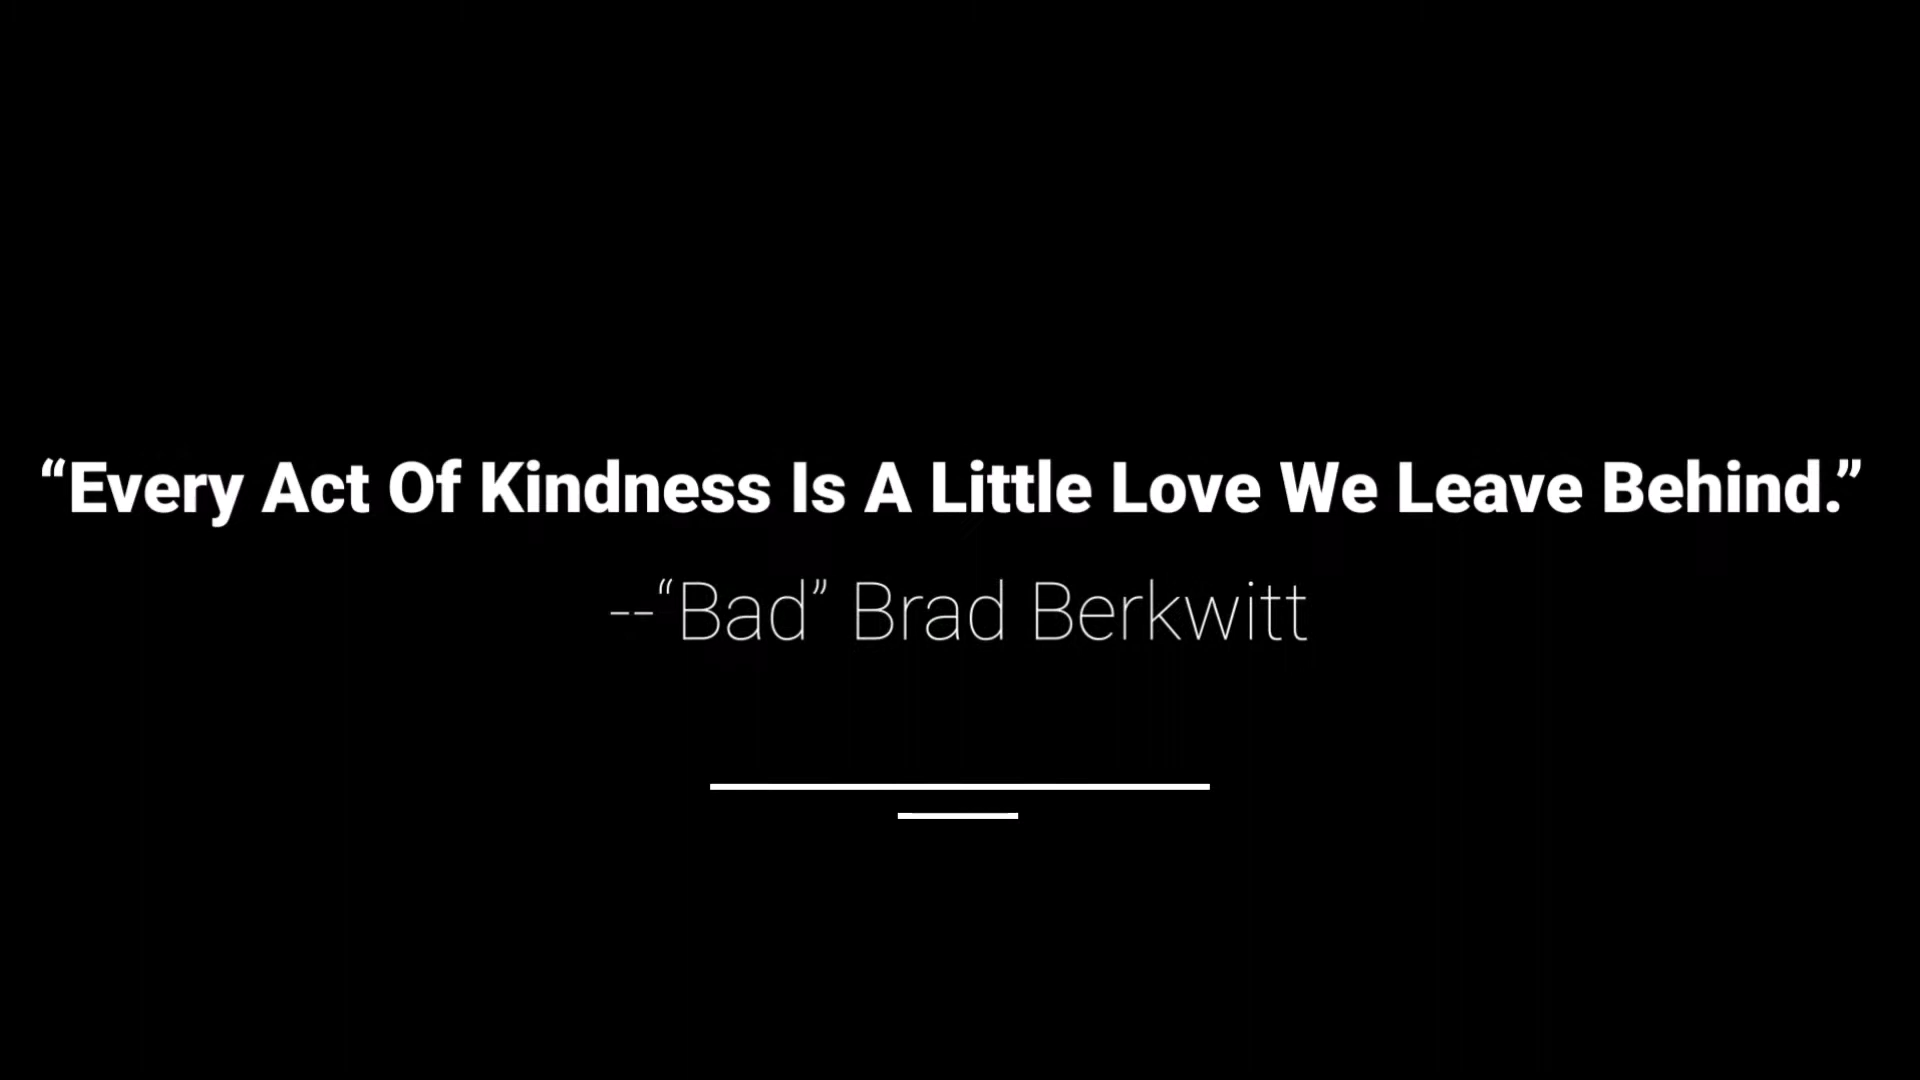 “Every Act Of Kindness Is A Little Love We Leave Behind.”
--“Bad” Brad Berkwitt